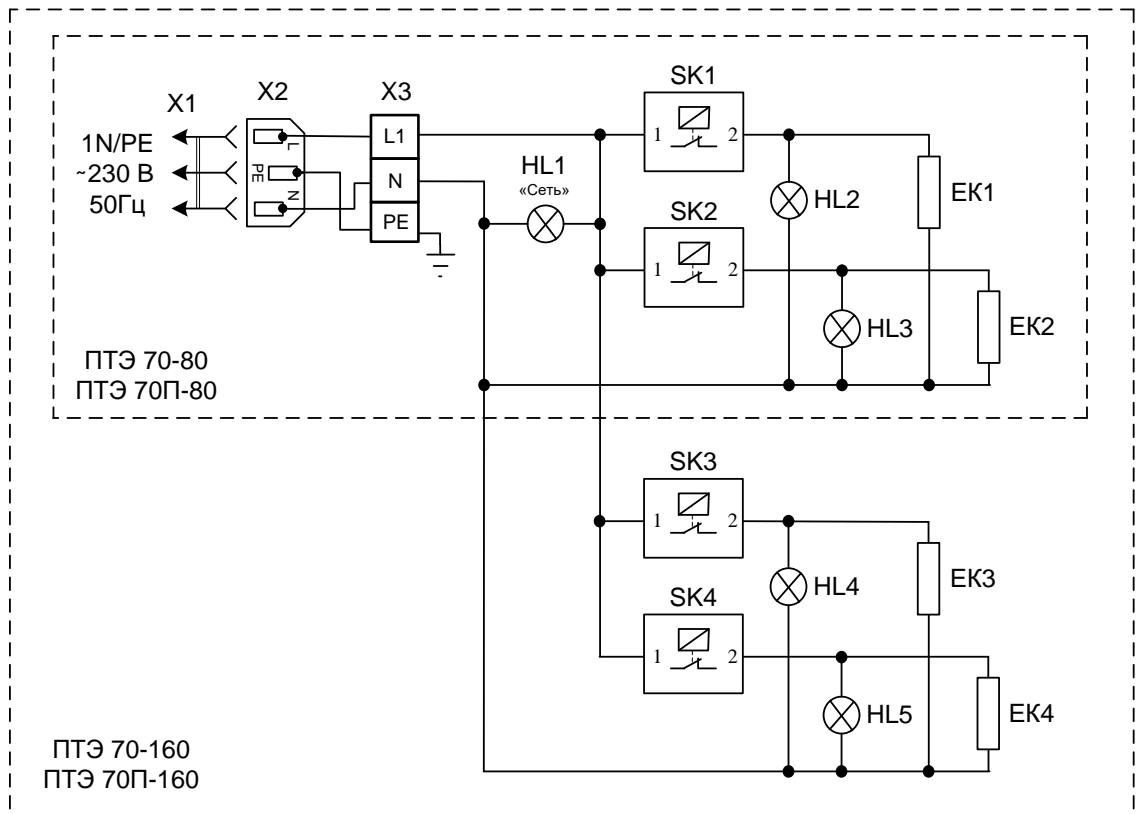 X1
X2
X3
1N/PE
~230 В
50Гц
L
PE
N
L1
N
PE
HL1
«Сеть»
SK1
1
2
HL2
EK1
SK2
1
2
HL3
EK2
ПТЭ 70-80
ПТЭ 70П-80
SK3
1
2
HL4
EK3
SK4
1
2
HL5
EK4
ПТЭ 70-160
ПТЭ 70П-160